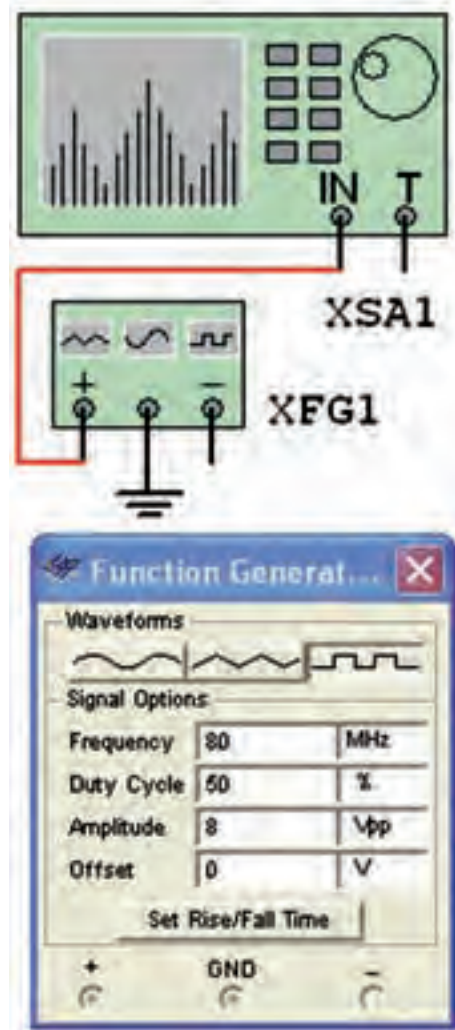 IN T
XSA1
+ −
XFG1
Function Generat...
Waveforms
Signal Options
Frequency 80 MHz
Duty Cycle 50 %
Amplitude 8 Vpp
Offset 0 V
Set Rise/Fall Time
+ GND −